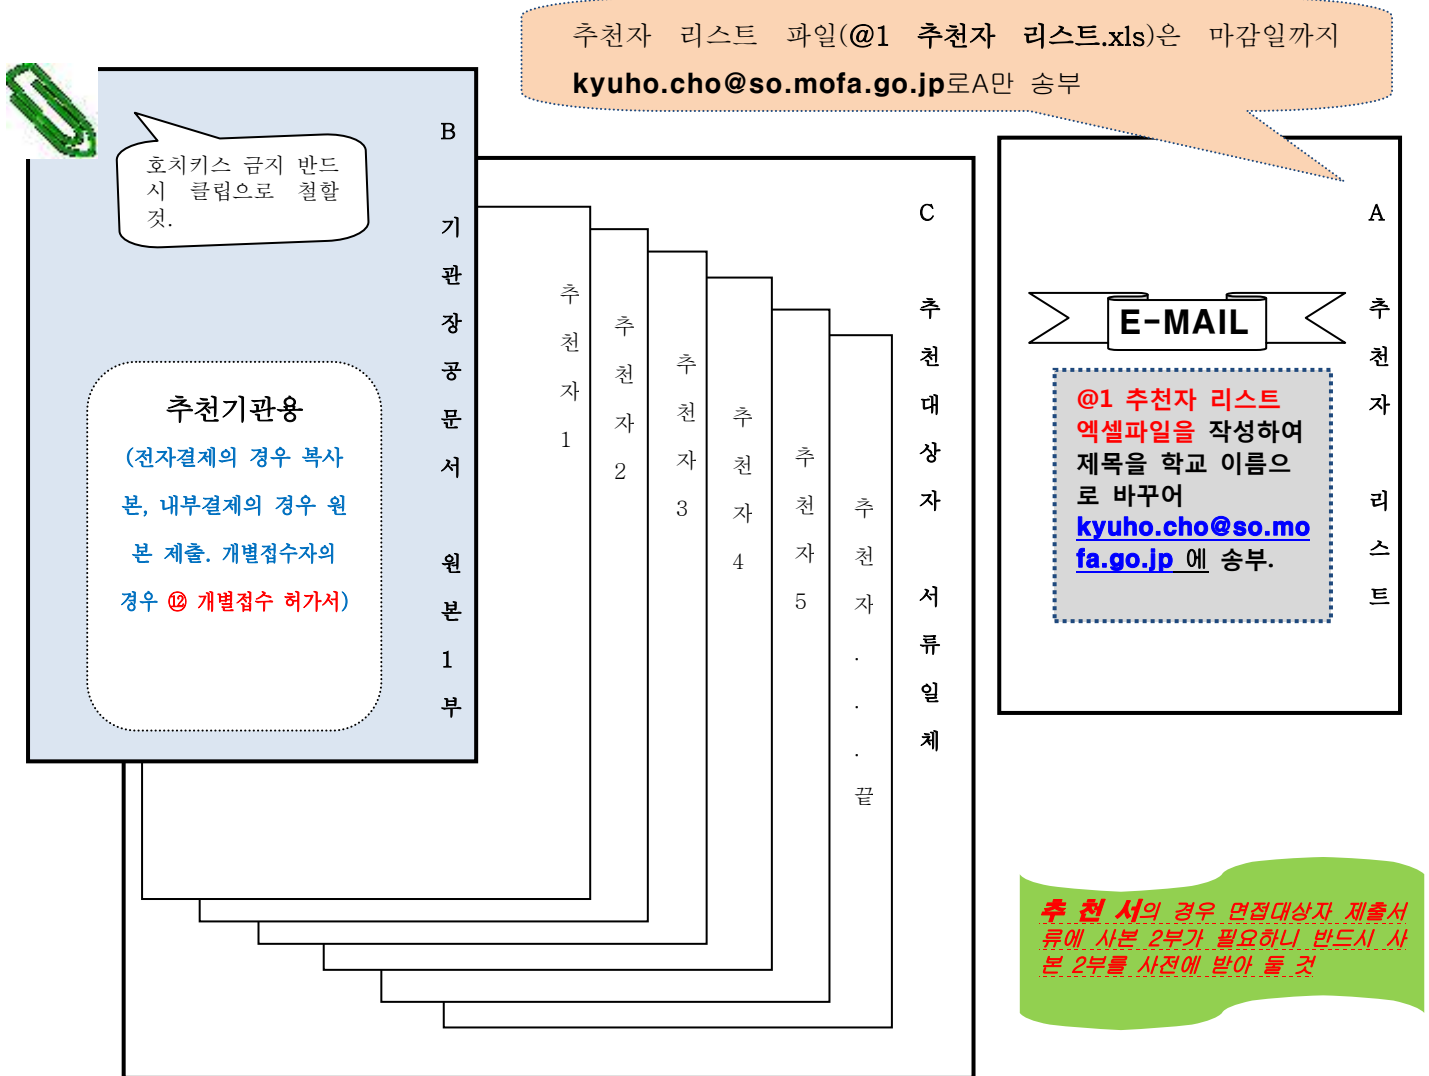 추천자 리스트 파일(@1 추천자 리스트.xls)은 마감일까지
kyuho.cho@so.mofa.go.jp로A만 송부
호치키스 금지 반드
시 클립으로 철할
것.
B 기관장공문서 원본1부
추천기관용
(전자결제의 경우 복사
본, 내부결제의 경우 원
본 제출. 개별접수자의
경우 ⑫ 개별접수 허가서)
추천자1
추천자2
추천자3
추천자4
추천자5
추천자...끝
C 추천대상자 서류일체
A 추천자 리스트
E-MAIL
@1 추천자 리스트
엑셀파일을 작성하여
제목을 학교 이름으
로 바꾸어
kyuho.cho@so.mo
fa.go.jp 에 송부.
추 천 서의 경우 면접대상자 제출서
류에 사본 2부가 필요하니 반드시 사
본 2부를 사전에 받아 둘 것